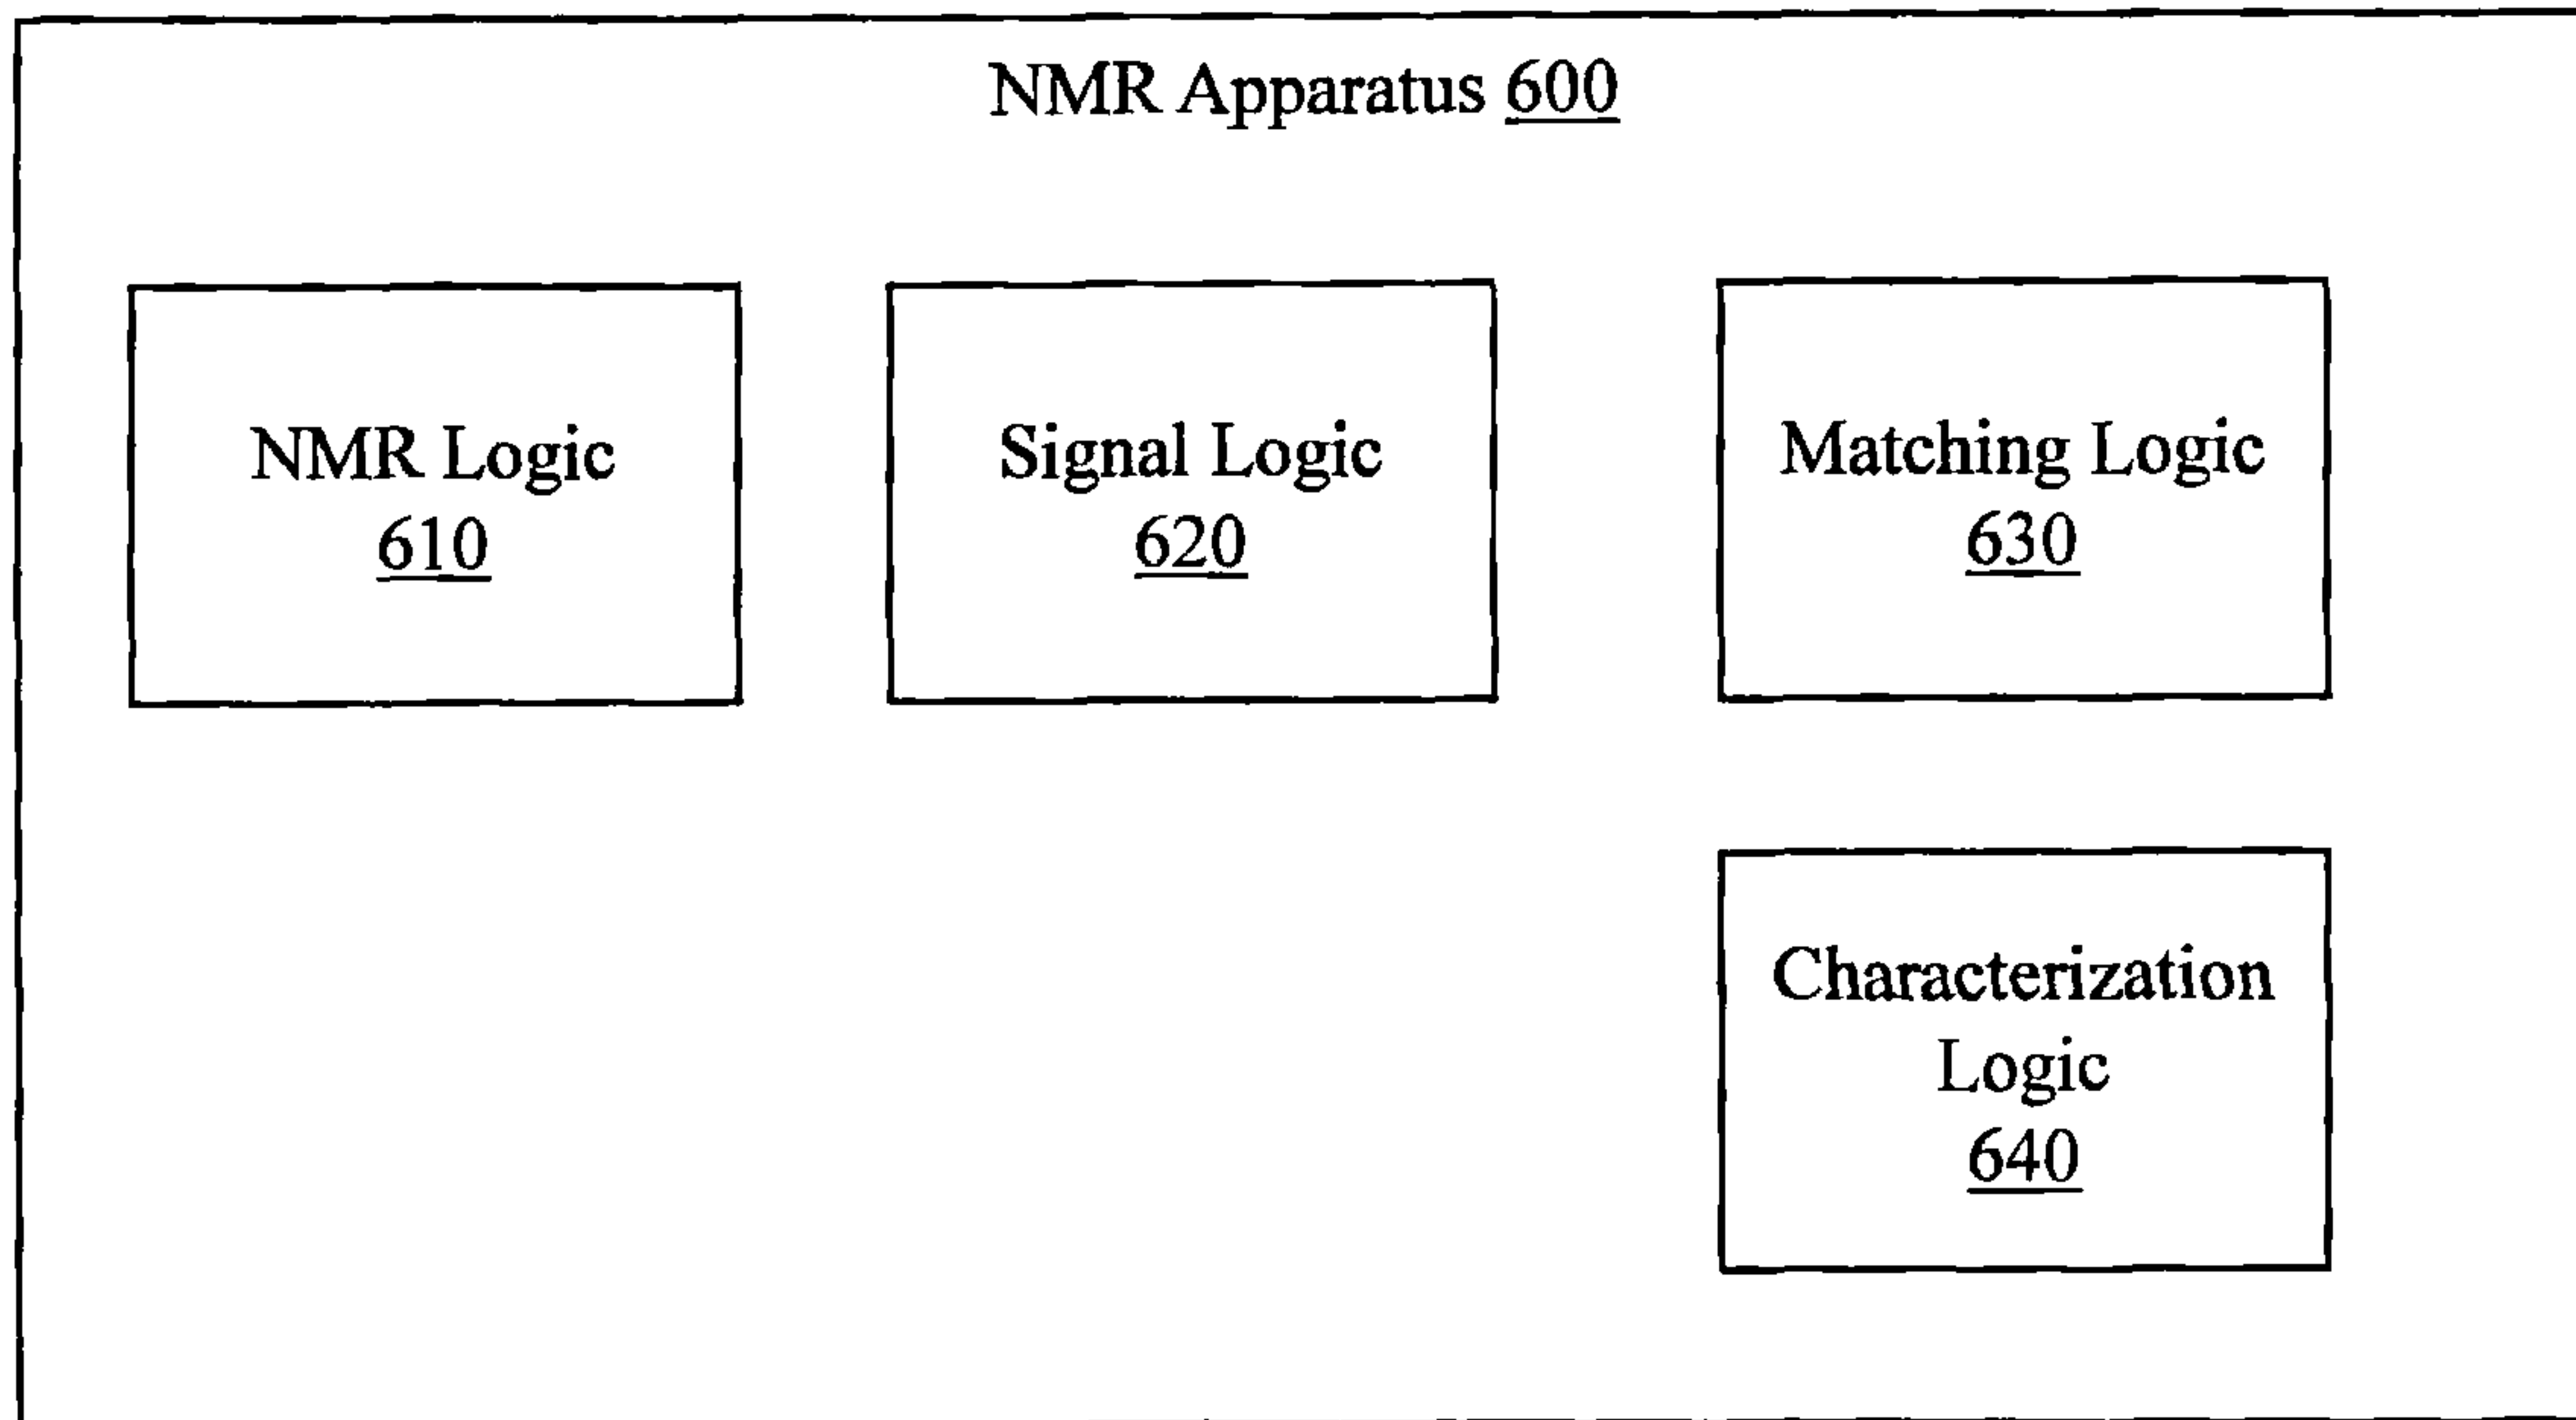 NMR Apparatus 600
NMR Logic
610
Signal Logic
620
Matching Logic
630
Characterization
Logic
640